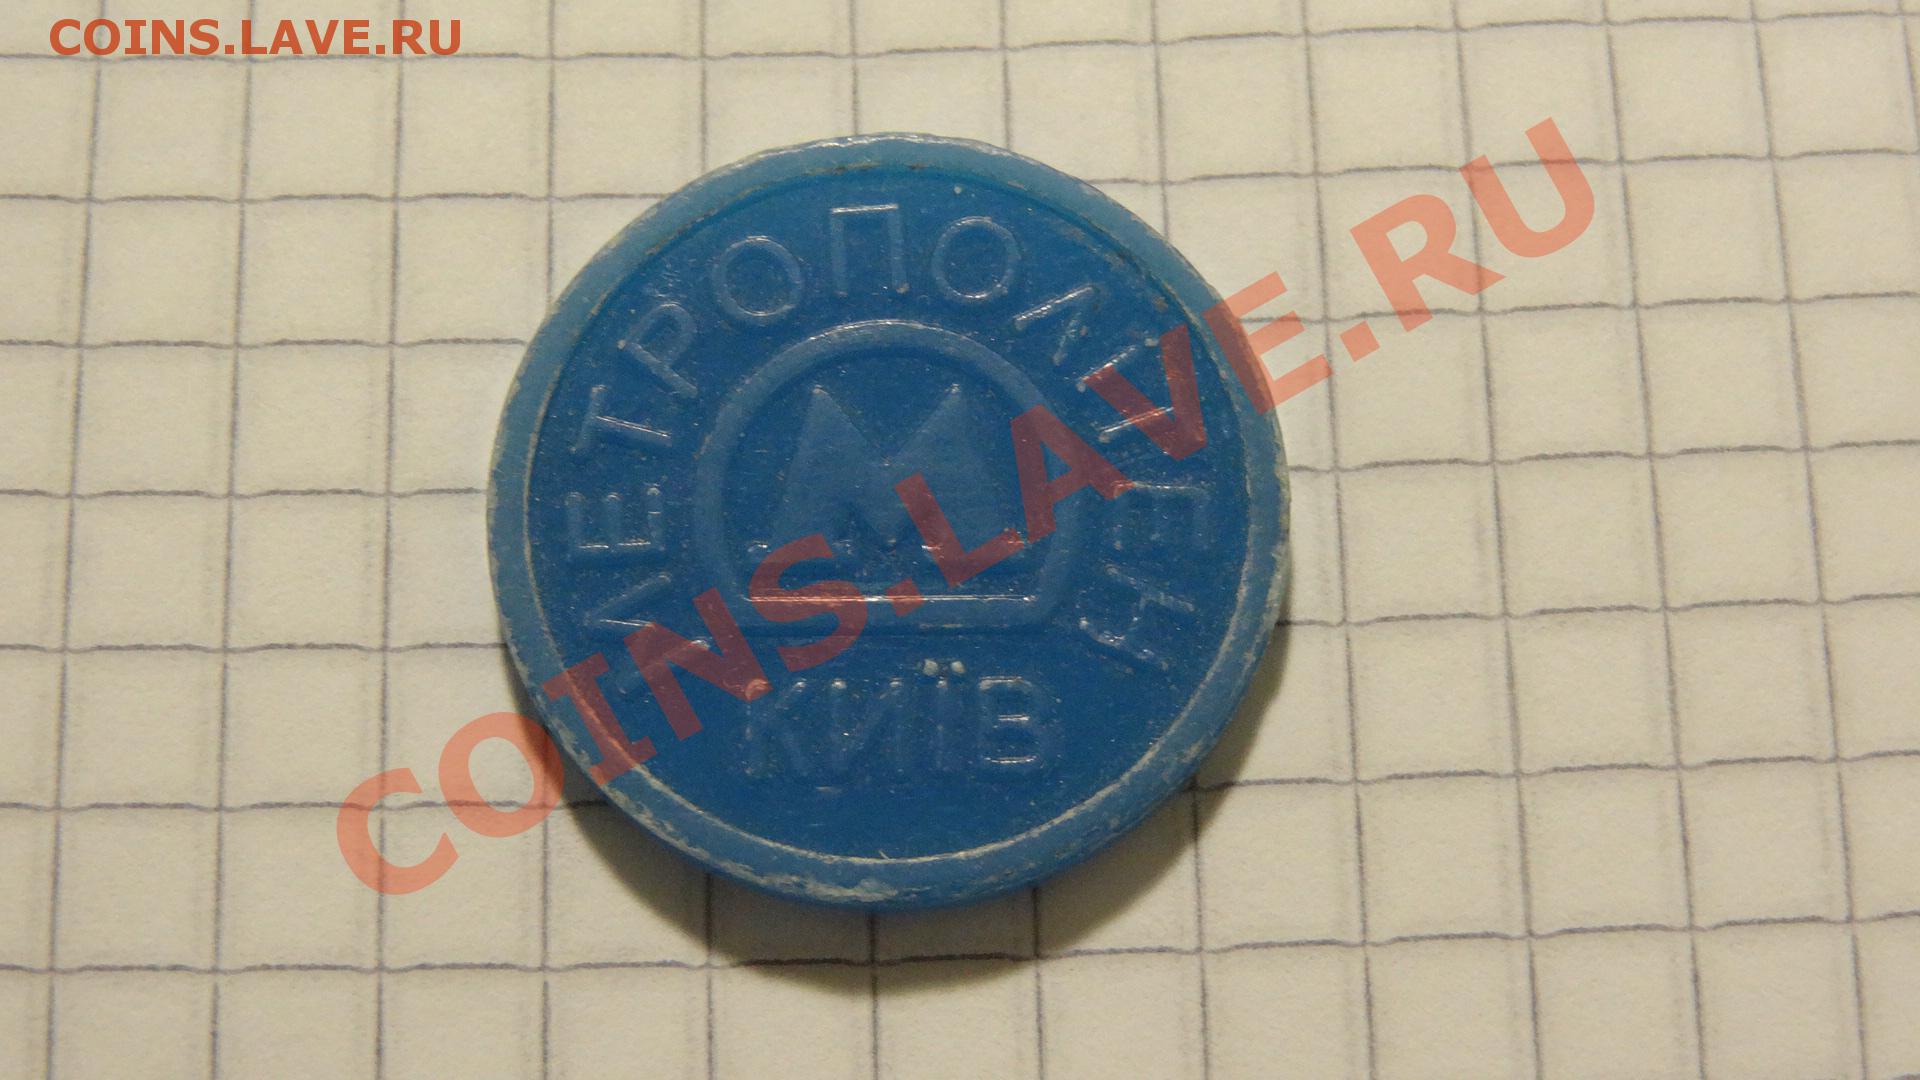 COINS.LAVE.RU
МЕТРОПОЛІТЕН
М
КИЇВ
COINS.LAVE.RU